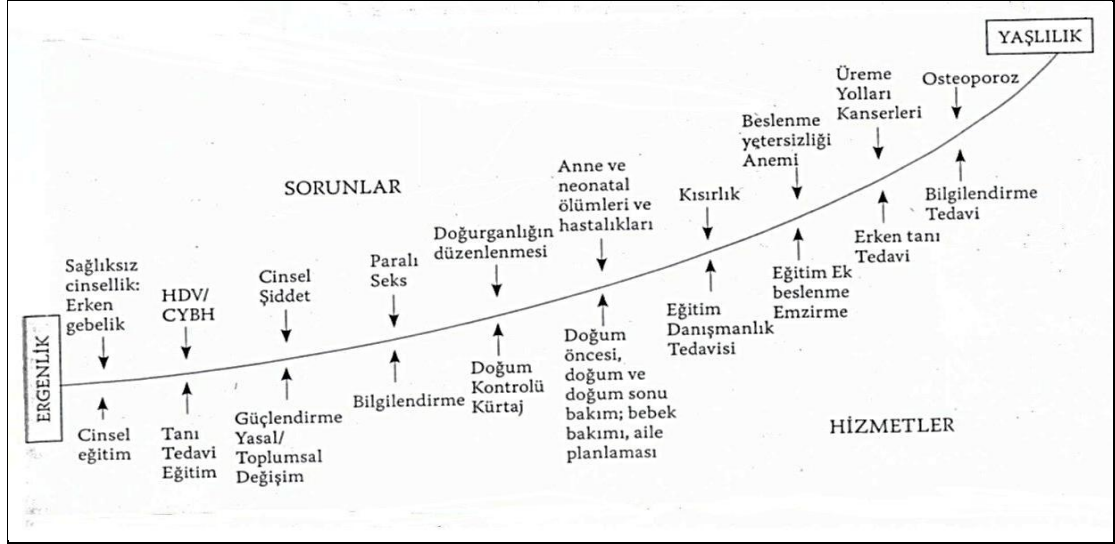 YAŞLILIK
Üreme
Yolları
Kanserleri
Osteoporoz
Beslenme
yetersizliği
Anemi
Anne ve
neonatal
ölümleri ve
hastalıkları
Kısırlık
SORUNLAR
Doğurganlığın
düzenlenmesi
Paralı
Seks
Cinsel
Şiddet
HDV/
CYBH
Sağlıksız
cinsellik:
Erken
gebelik
ERGENLİK
Cinsel
eğitim
Tanı
Tedavi
Eğitim
Güçlendirme
Yasal/
Toplumsal
Değişim
Bilgilendirme
Doğum
Kontrolü
Kürtaj
Doğum
öncesi,
doğum ve
doğum sonu
bakım; bebek
bakımı, aile
planlaması
Eğitim
Danışmanlık
Tedavisi
Eğitim Ek
beslenme
Emzirme
Erken tanı
Tedavi
Bilgilendirme
Tedavi
HİZMETLER